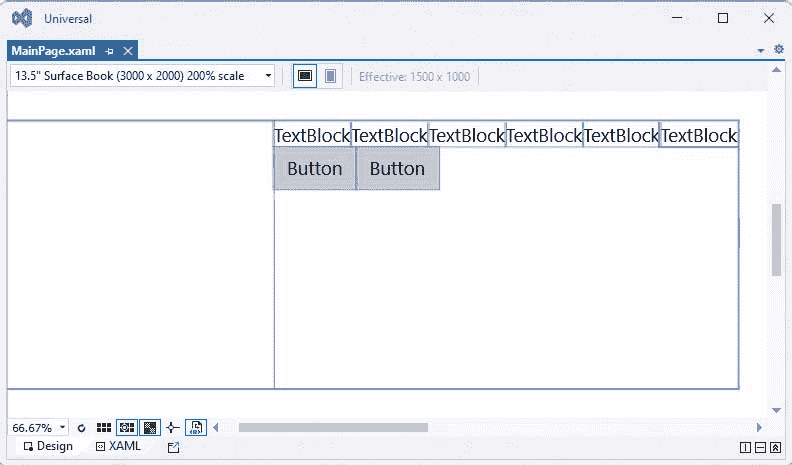 Universal
MainPage.xaml
13.5" Surface Book (3000 x 2000) 200% scale Effective: 1500 x 1000
TextBlock TextBlock TextBlock TextBlock TextBlock TextBlock
Button Button
66.67%
Design XAML